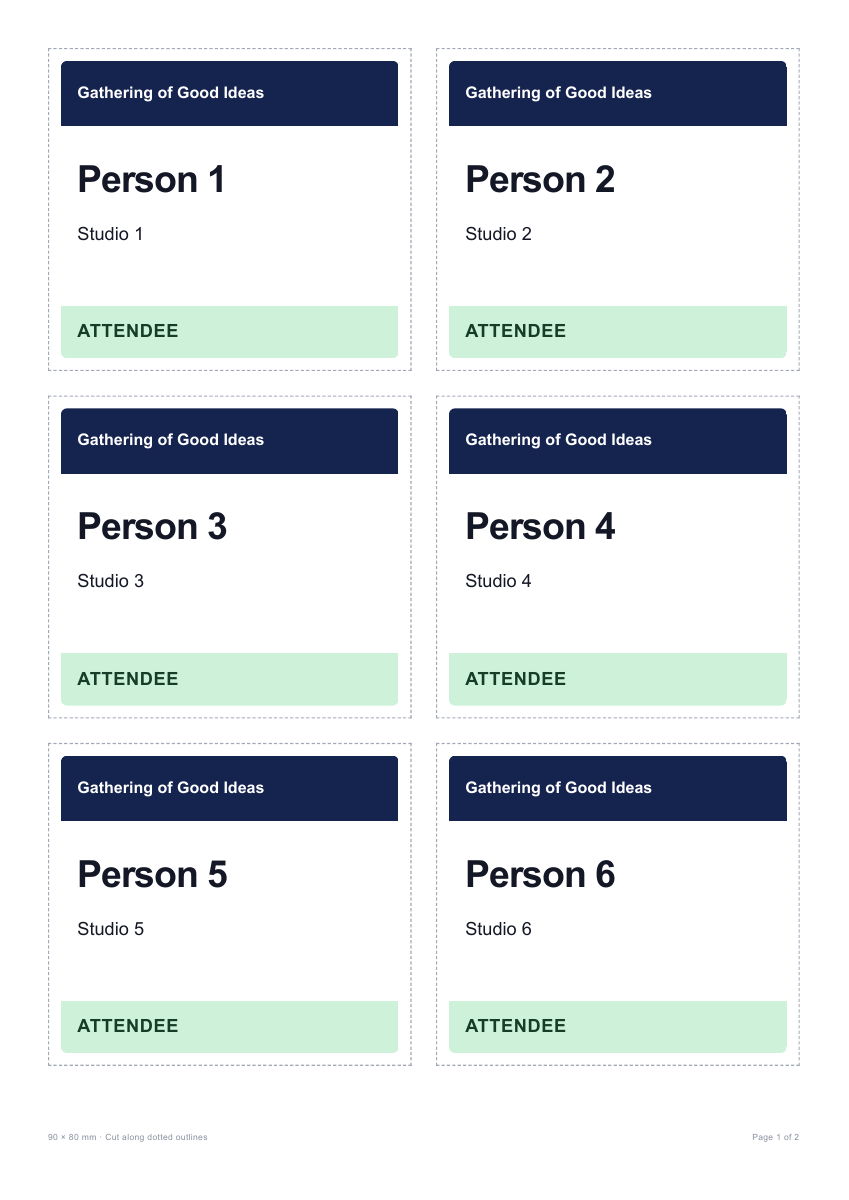 Gathering of Good Ideas
Person 1
Studio 1
ATTENDEE
Gathering of Good Ideas
Person 2
Studio 2
ATTENDEE
Gathering of Good Ideas
Person 3
Studio 3
ATTENDEE
Gathering of Good Ideas
Person 4
Studio 4
ATTENDEE
Gathering of Good Ideas
Person 5
Studio 5
ATTENDEE
Gathering of Good Ideas
Person 6
Studio 6
ATTENDEE
90 × 80 mm · Cut along dotted outlines
Page 1 of 2